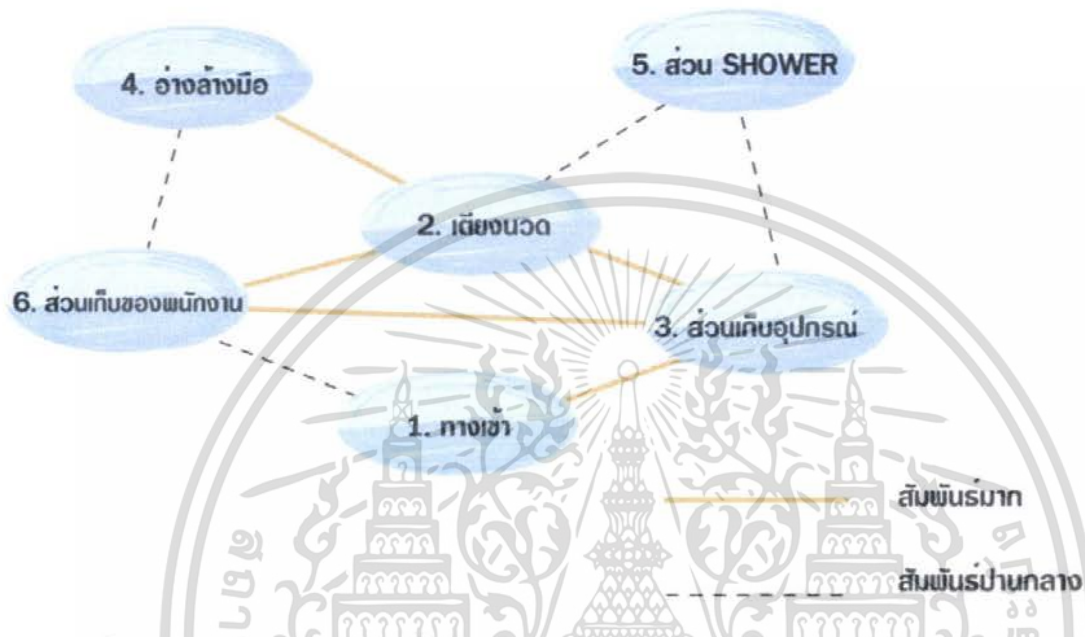 4. อ่างล้างมือ
5. ส่วน SHOWER
2. เตียงนวด
6. ส่วนเก็บของพนักงาน
3. ส่วนเก็บอุปกรณ์
1. ทางเข้า
สัมพันธ์มาก
สัมพันธ์ปานกลาง